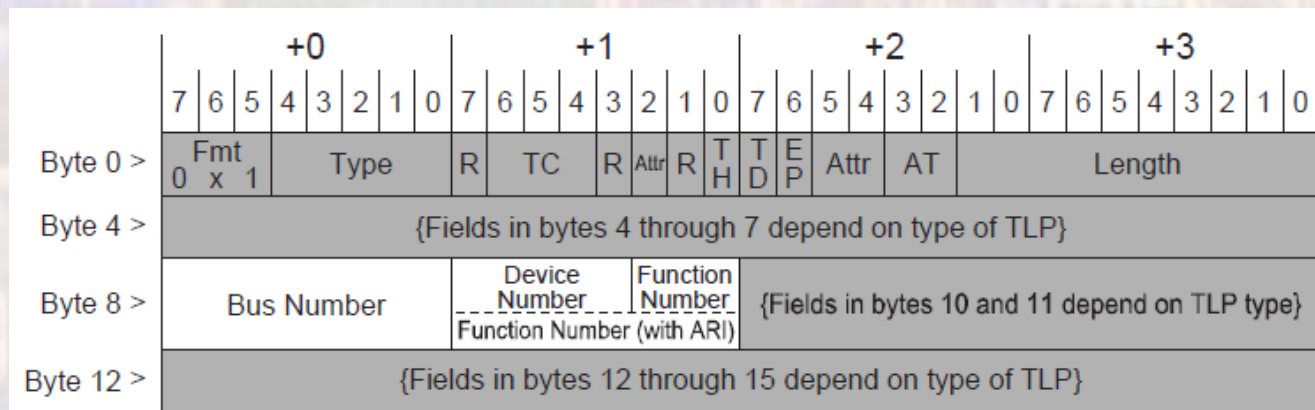 +0 +1 +2 +3
7 6 5 4 3 2 1 0 7 6 5 4 3 2 1 0 7 6 5 4 3 2 1 0 7 6 5 4 3 2 1 0
Byte 0 > Fmt 0 x 1 Type R TC R Attr R TH TD EP Attr AT Length
Byte 4 > {Fields in bytes 4 through 7 depend on type of TLP}
Byte 8 > Bus Number Device Number Function Number {Fields in bytes 10 and 11 depend on TLP type}
Function Number (with ARI)
Byte 12 > {Fields in bytes 12 through 15 depend on type of TLP}